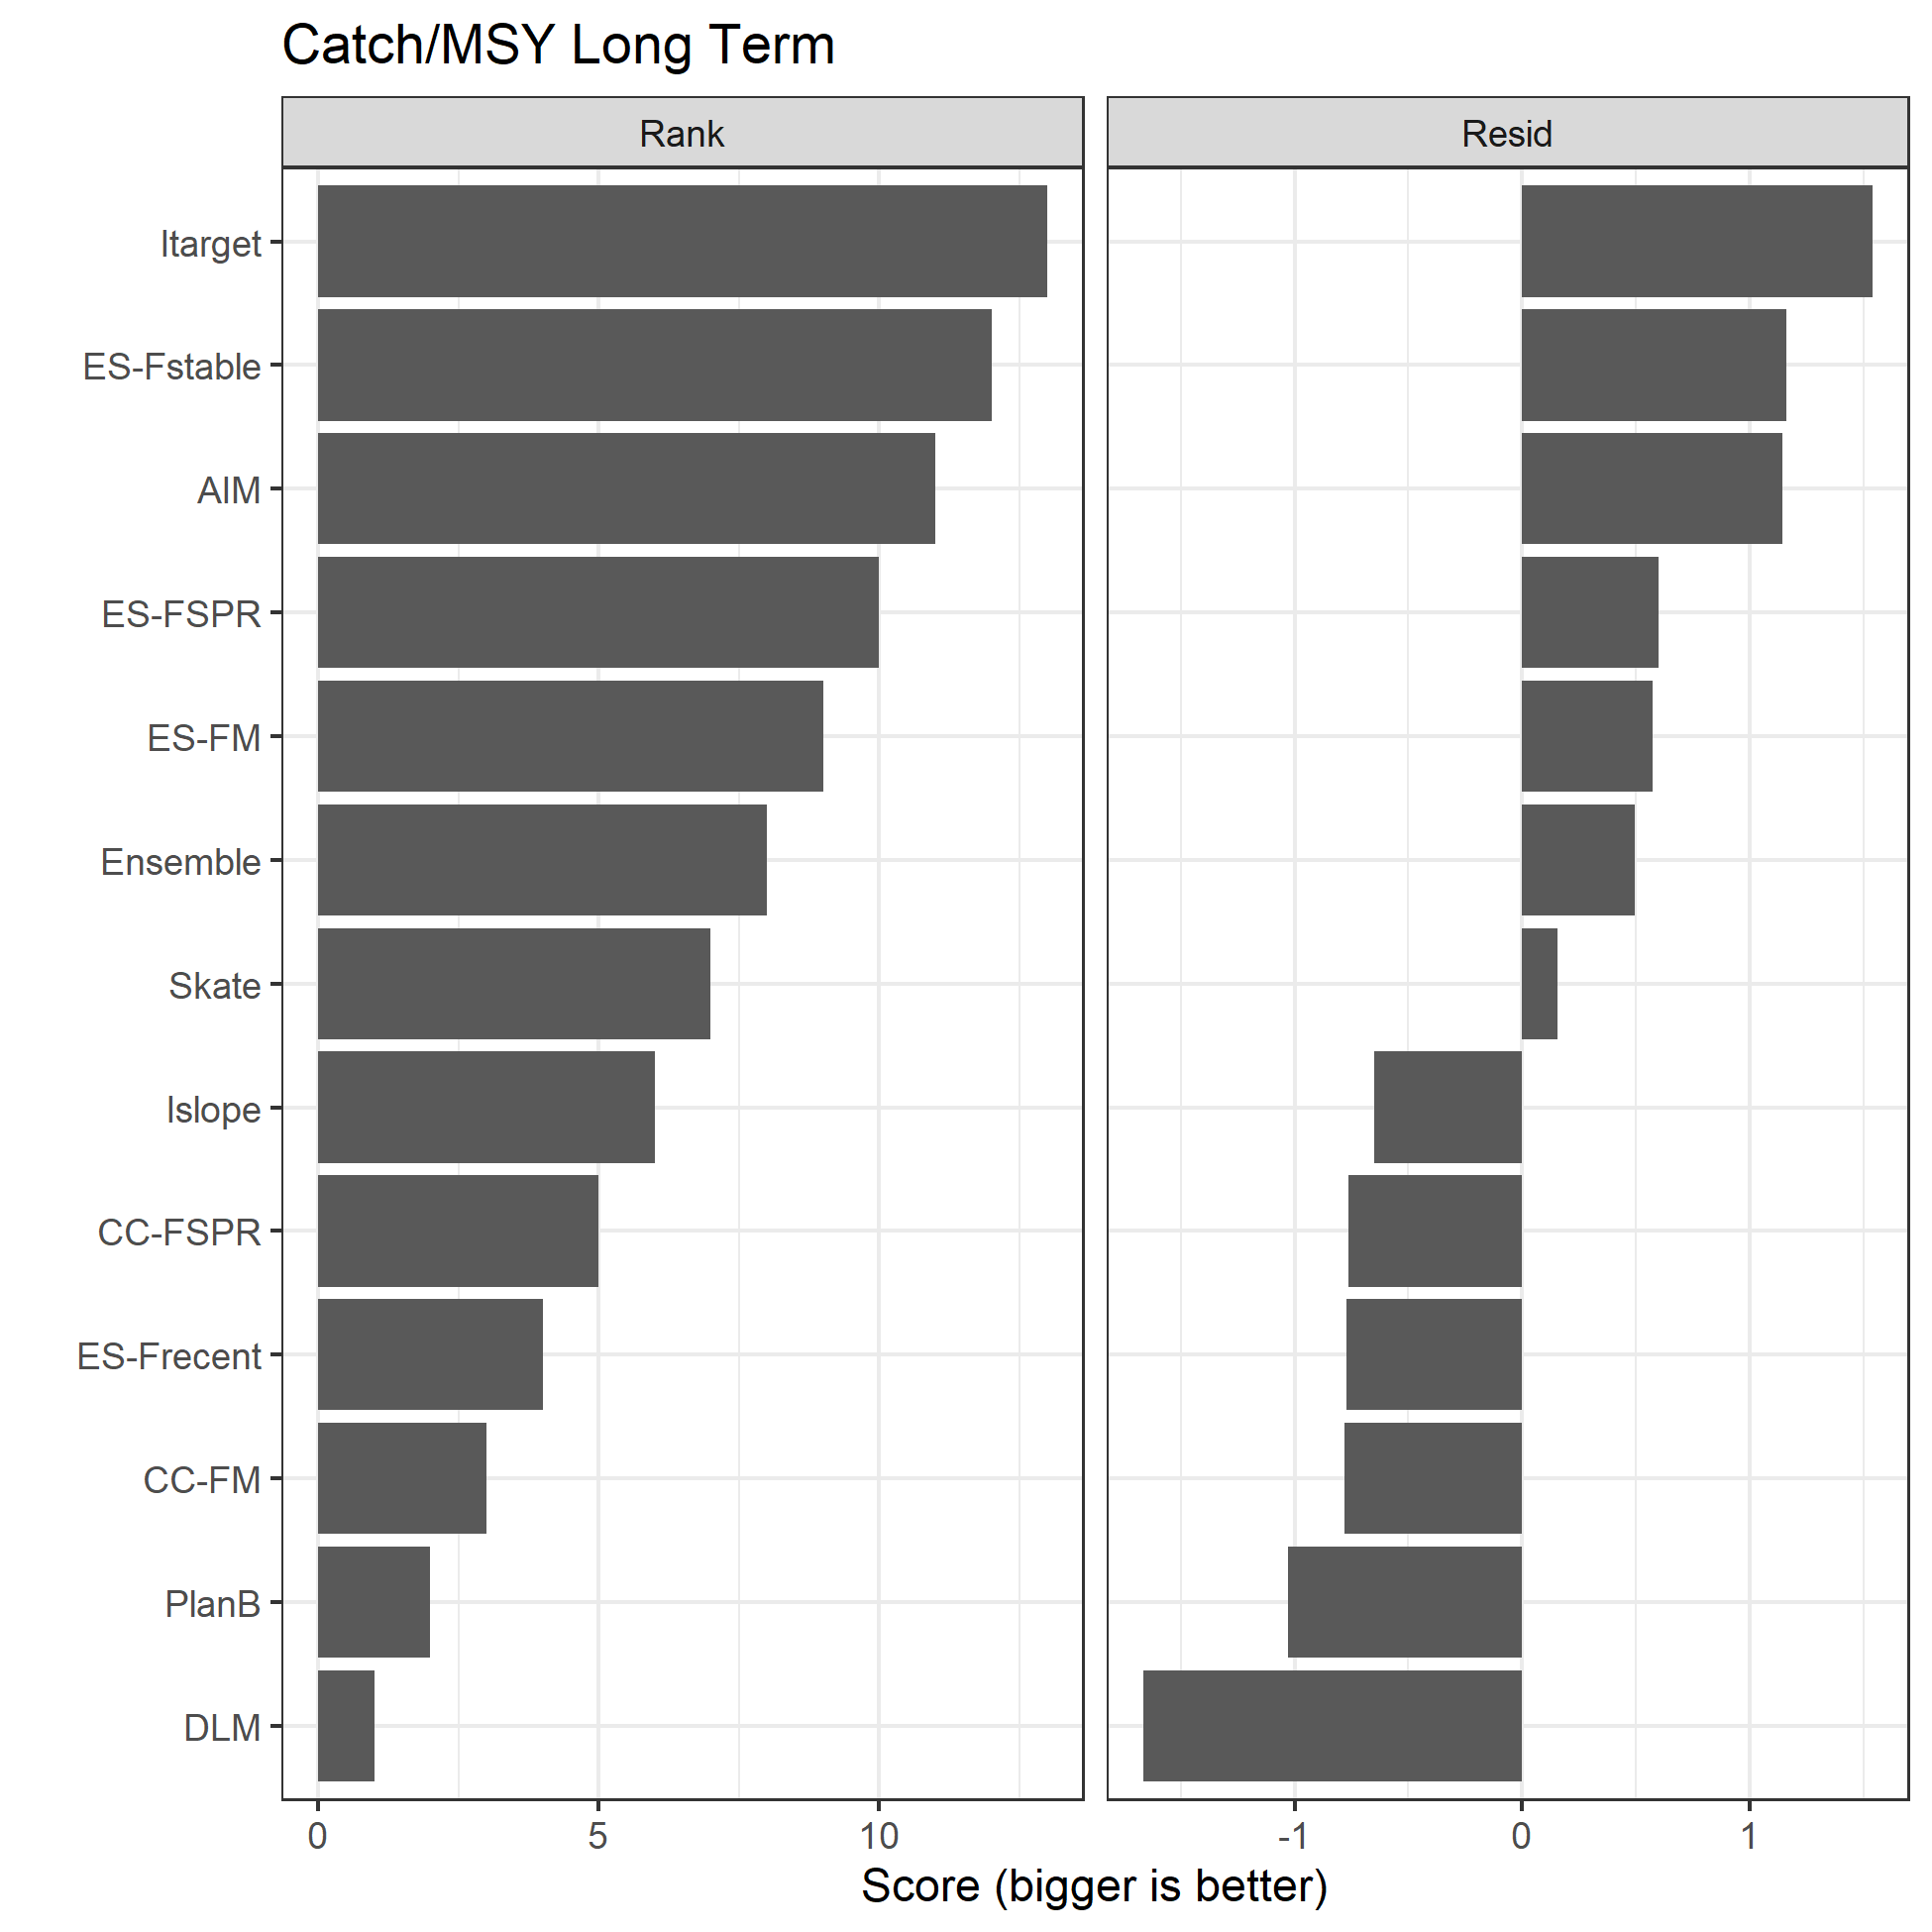 Catch/MSY Long Term
Rank
Resid
Itarget
ES-Fstable
AIM
ES-FSPR
ES-FM
Ensemble
Skate
Islope
CC-FSPR
ES-Frecent
CC-FM
PlanB
DLM
0 5 10
-1 0 1
Score (bigger is better)